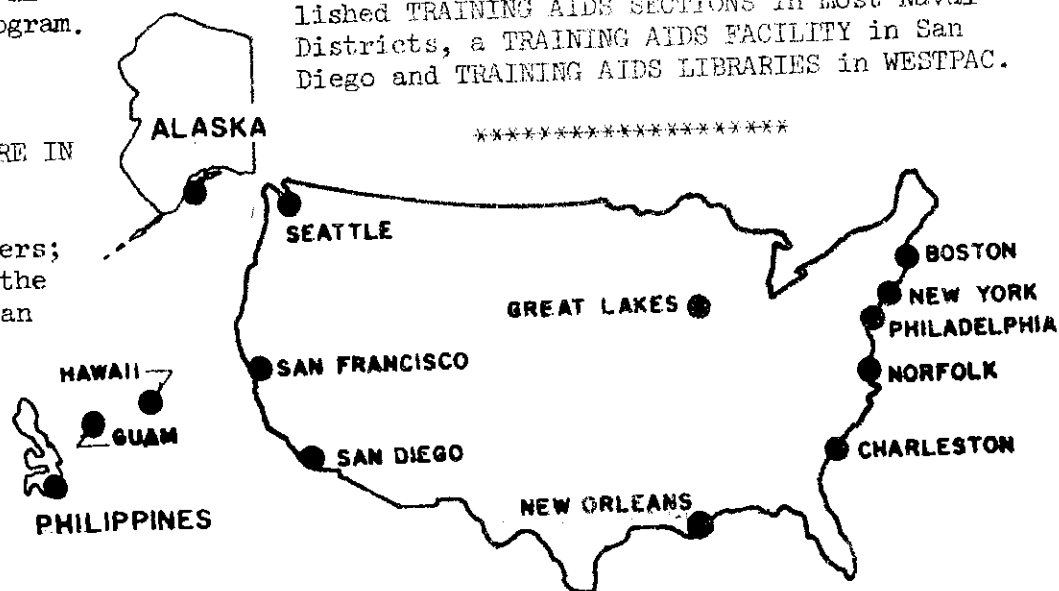 ogram.
RE IN
ers;
the
an
lished TRAINING AIDS SECTIONS in most Naval
Districts, a TRAINING AIDS FACILITY in San
Diego and TRAINING AIDS LIBRARIES in WESTPAC.
********************
ALASKA
SEATTLE
BOSTON
GREAT LAKES
NEW YORK
PHILADELPHIA
HAWAII
SAN FRANCISCO
NORFOLK
GUAM
SAN DIEGO
CHARLESTON
NEW ORLEANS
PHILIPPINES